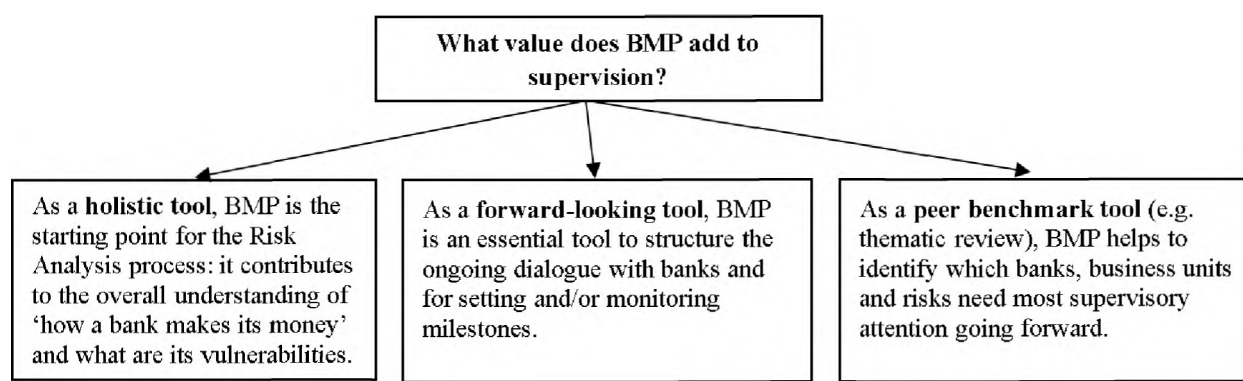 What value does BMP add to
supervision?
As a holistic tool, BMP is the
starting point for the Risk
Analysis process: it contributes
to the overall understanding of
‘how a bank makes its money’
and what are its vulnerabilities.
As a forward-looking tool, BMP
is an essential tool to structure the
ongoing dialogue with banks and
for setting and/or monitoring
milestones.
As a peer benchmark tool (e.g.
thematic review), BMP helps to
identify which banks, business units
and risks need most supervisory
attention going forward.